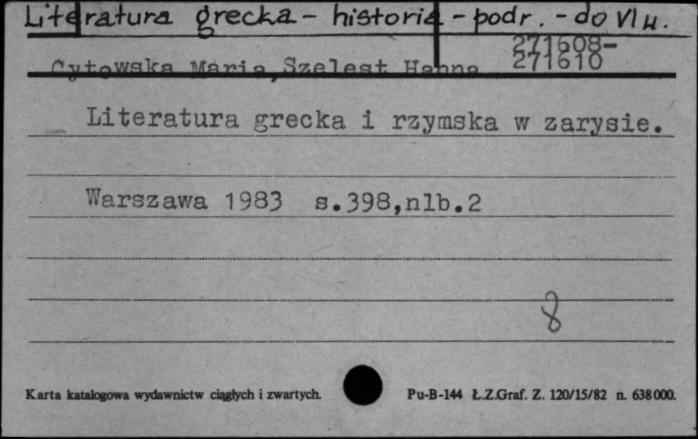 Literatura grecka - historia - podr. - do VI u.
271608-
Cytowska Maria, Szelest Hanna 271610
Literatura grecka i rzymska w zarysie.
Warszawa 1983 s.398,nlb.2
8
Karta katalogowa wydawnictw ciągłych i zwartych. Pu-B-144 Ł.Z.Graf. Z. 120/15/82 n. 638000.